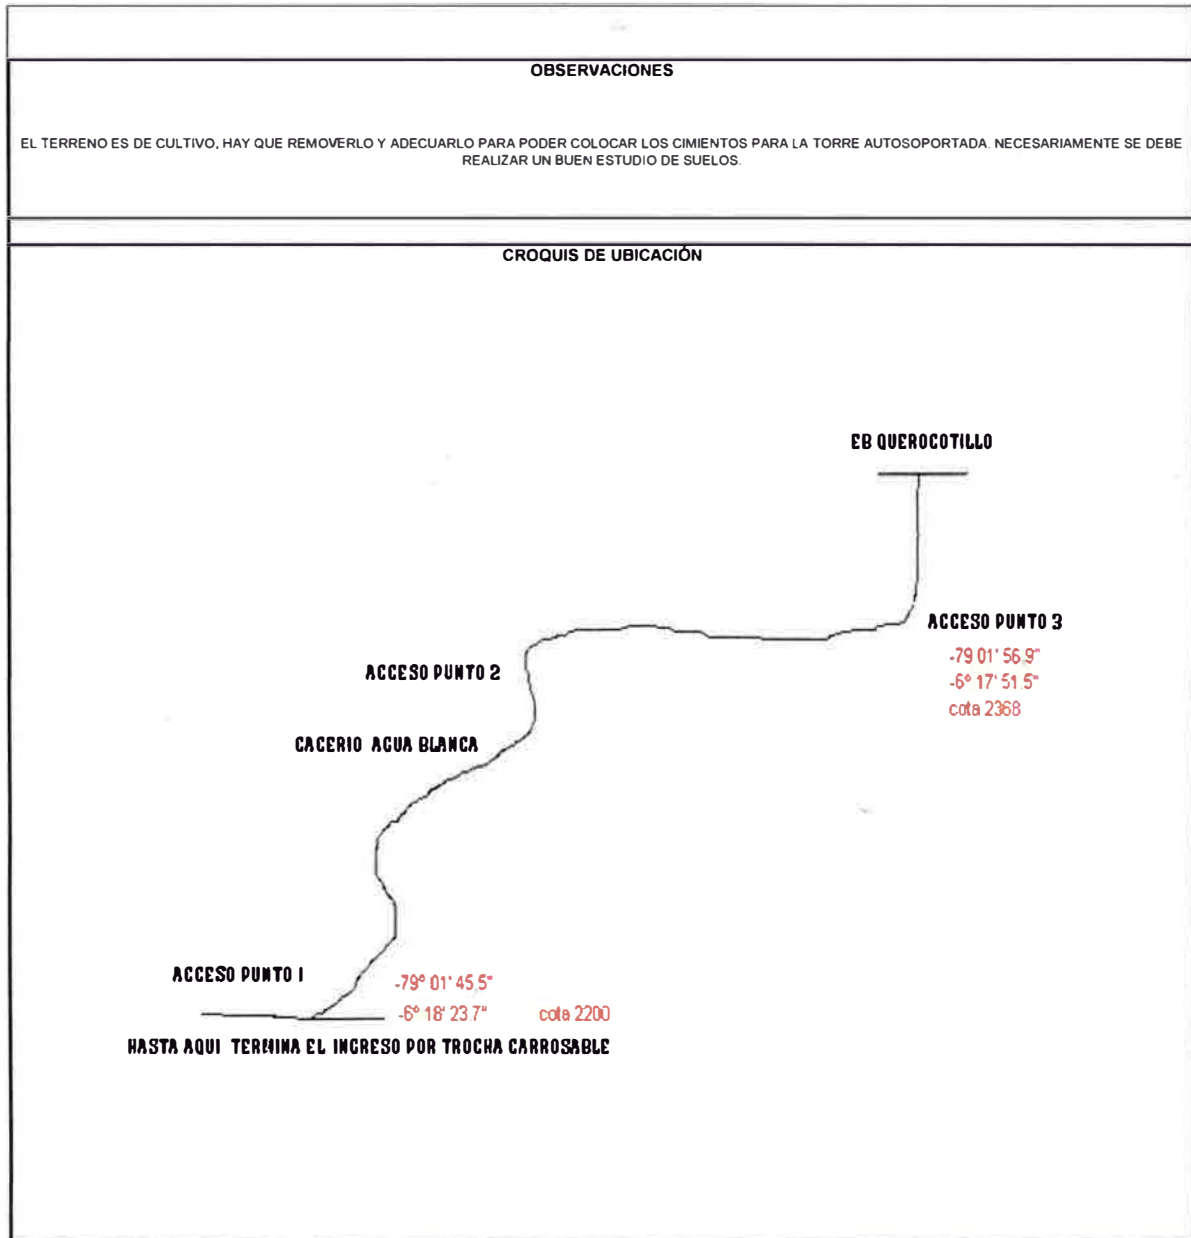 OBSERVACIONES
EL TERRENO ES DE CULTIVO, HAY QUE REMOVERLO Y ADECUARLO PARA PODER COLOCAR LOS CIMIENTOS PARA LA TORRE AUTOSOPORTADA. NECESARIAMENTE SE DEBE
REALIZAR UN BUEN ESTUDIO DE SUELOS.
CROQUIS DE UBICACIÓN
EB QUEROCOTILLO
ACCESO PUNTO 3
-79 01' 56.9"
-6º 17' 51.5"
cota 2368
ACCESO PUNTO 2
CACERIO AGUA BLANCA
ACCESO PUNTO 1
-79º 01' 45.5"
-6º 18' 23.7" cota 2200
HASTA AQUI TERMINA EL INGRESO POR TROCHA CARROSABLE